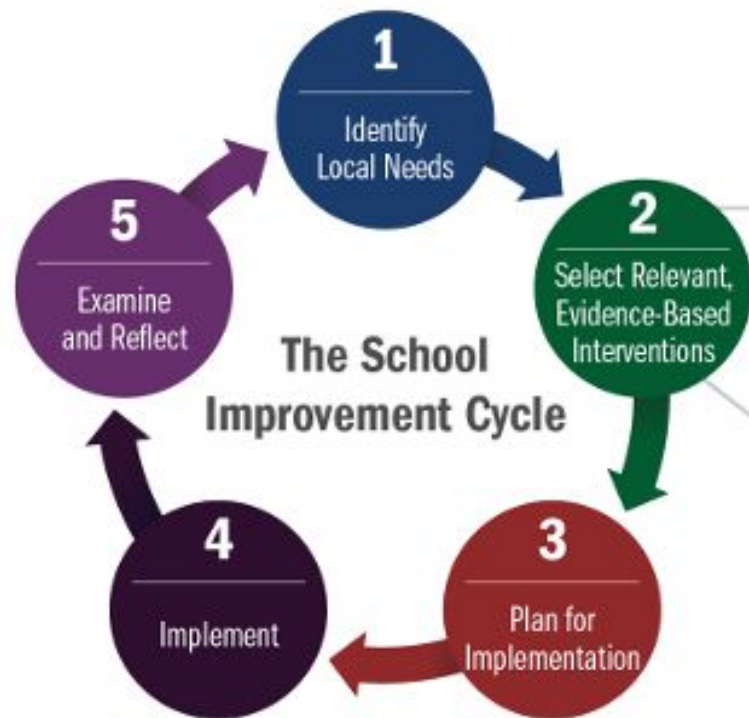 1
Identify
Local Needs
2
Select Relevant,
Evidence-Based
Interventions
3
Plan for
Implementation
4
Implement
5
Examine
and Reflect
The School
Improvement Cycle